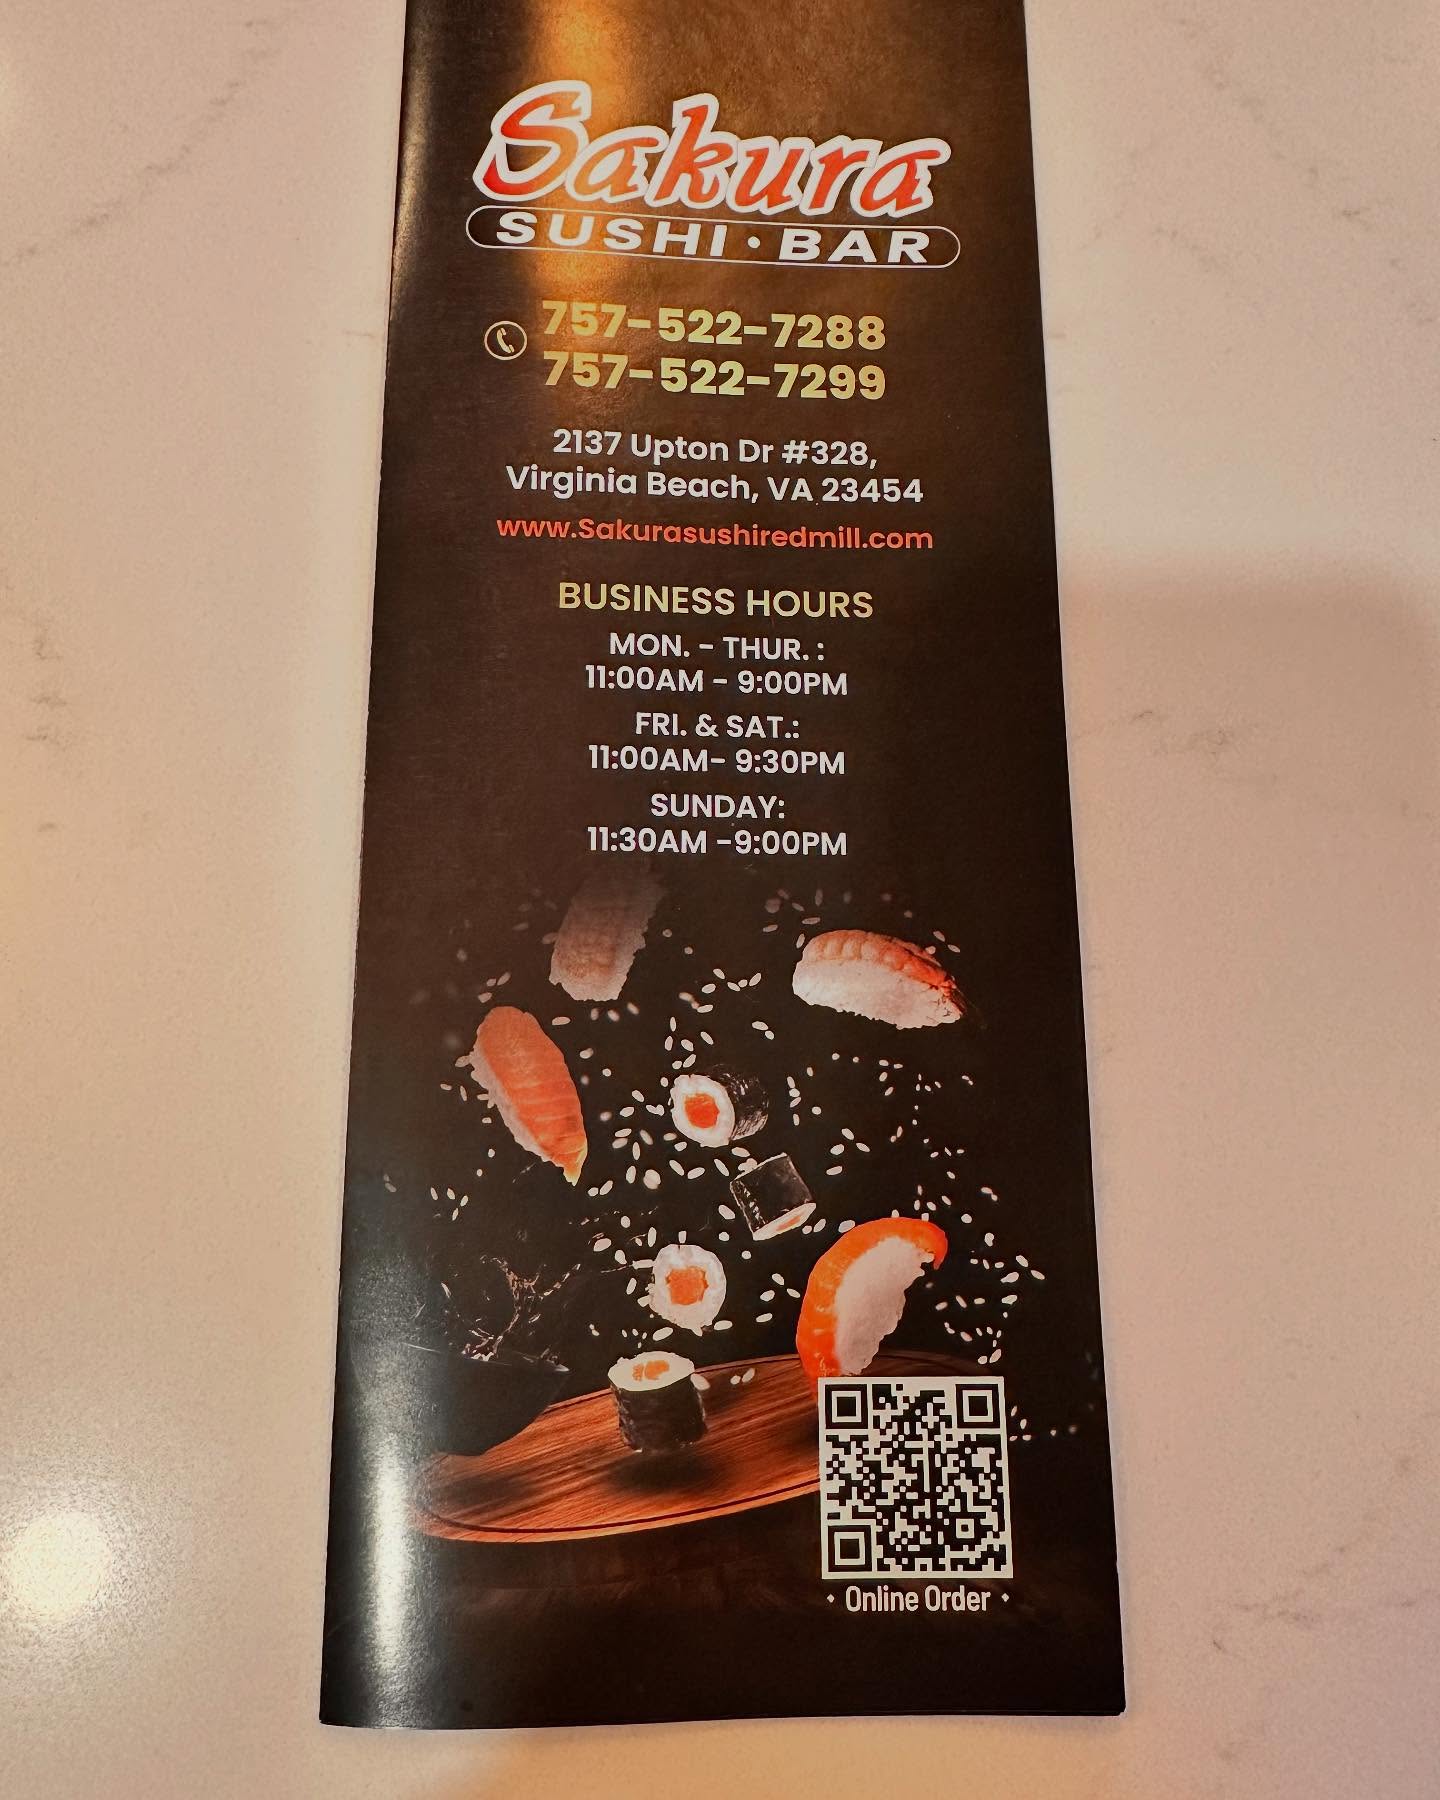 Sakura
SUSHI • BAR
757-522-7288
757-522-7299
2137 Upton Dr #328,
Virginia Beach, VA 23454
www.Sakurasushiredmill.com
BUSINESS HOURS
MON. - THUR. :
11:00AM - 9:00PM
FRI. & SAT.:
11:00AM- 9:30PM
SUNDAY:
11:30AM -9:00PM
• Online Order •